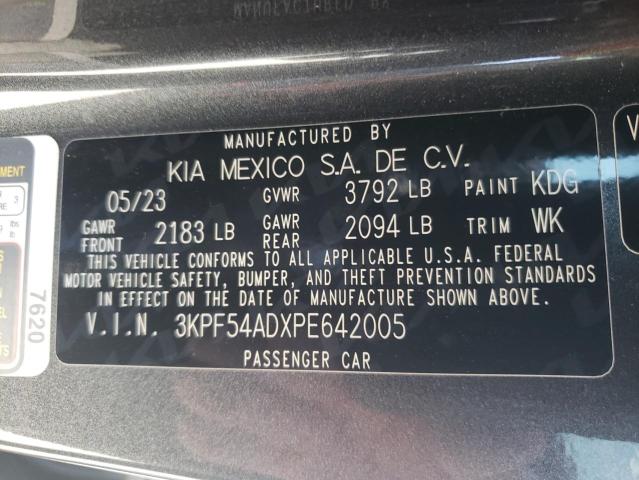 MANUFACTURED BY
KIA MEXICO S.A. DE C.V.
05/23 GVWR 3792 LB PAINT KDG
GAWR FRONT 2183 LB GAWR REAR 2094 LB TRIM WK
THIS VEHICLE CONFORMS TO ALL APPLICABLE U.S.A. FEDERAL
MOTOR VEHICLE SAFETY, BUMPER, AND THEFT PREVENTION STANDARDS
IN EFFECT ON THE DATE OF MANUFACTURE SHOWN ABOVE.
V.I.N. 3KPF54ADXPE642005
PASSENGER CAR
7620
3
lbs
V